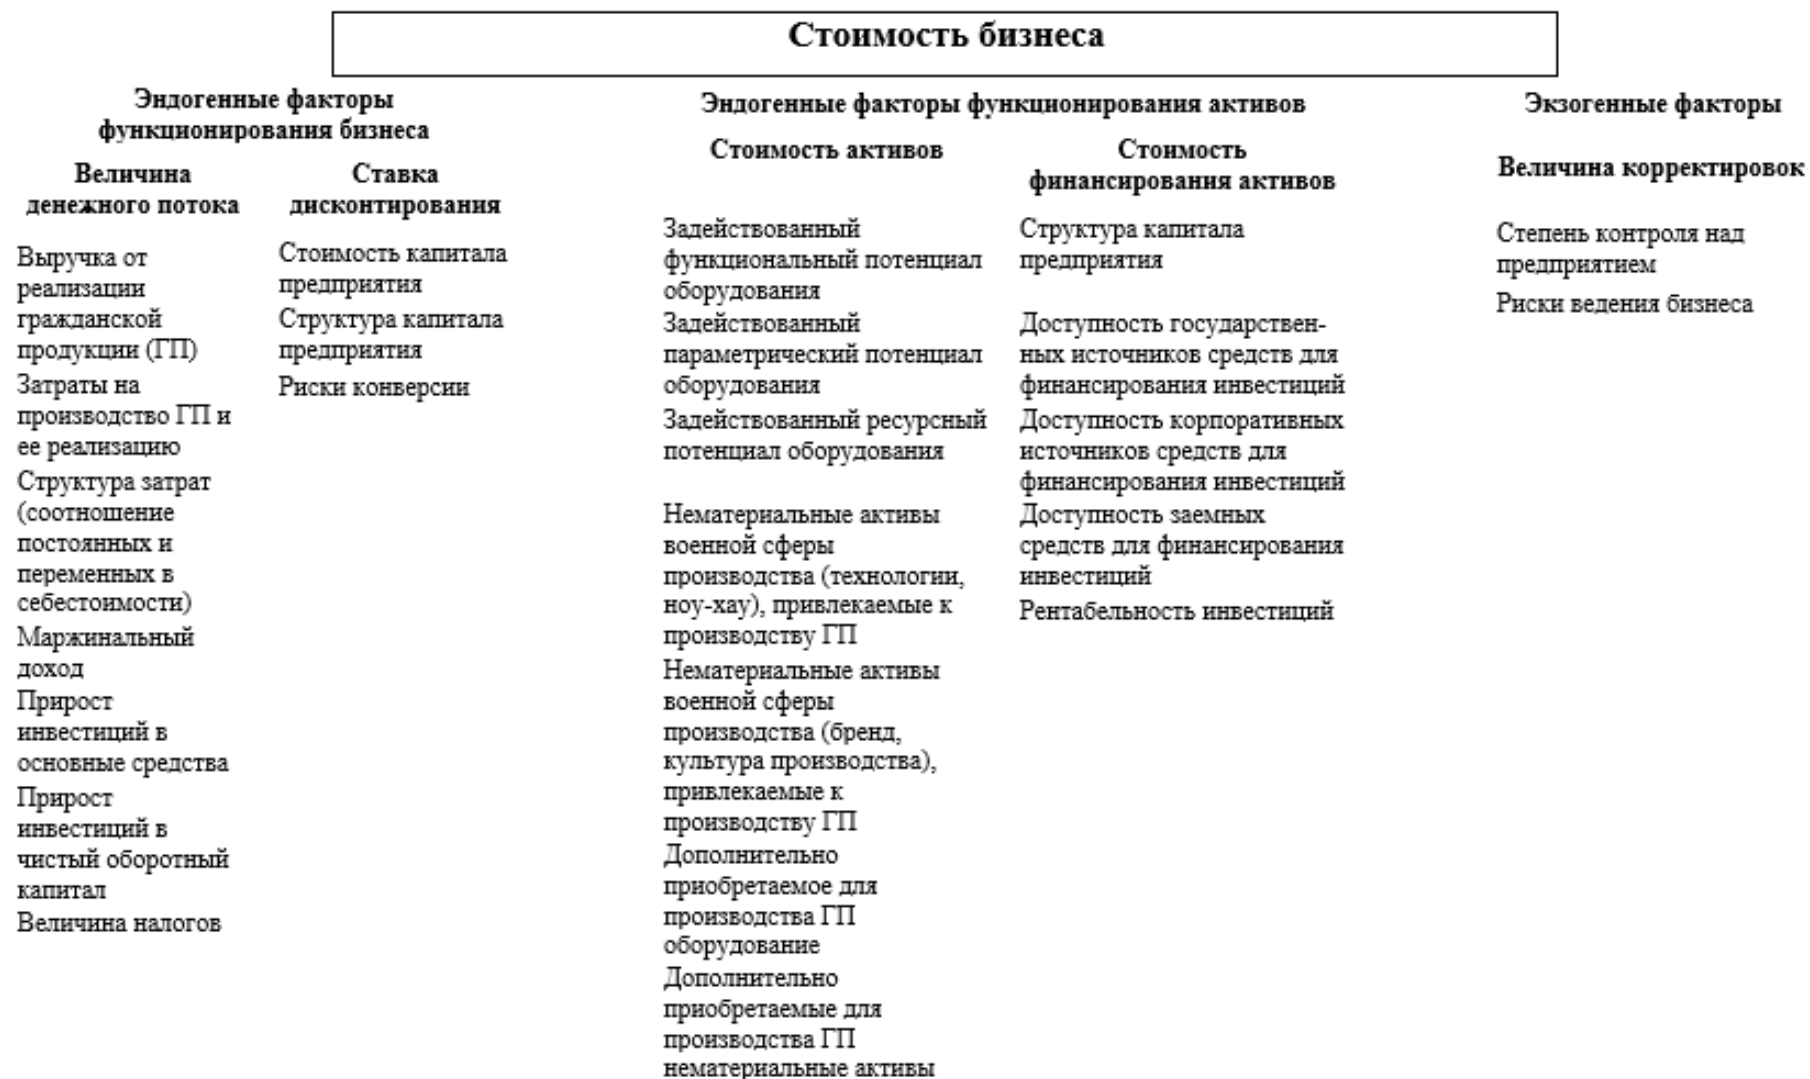 Стоимость бизнеса
Эндогенные факторы
функционирования бизнеса
Величина
денежного потока
Выручка от
реализации
гражданской
продукции (ГП)
Затраты на
производство ГП и
ее реализацию
Структура затрат
(соотношение
постоянных и
переменных в
себестоимости)
Маржинальный
доход
Прирост
инвестиций в
основные средства
Прирост
инвестиций в
чистый оборотный
капитал
Величина налогов
Ставка
дисконтирования
Стоимость капитала
предприятия
Структура капитала
предприятия
Риски конверсии
Эндогенные факторы функционирования активов
Стоимость активов
Задействованный
функциональный потенциал
оборудования
Задействованный
параметрический потенциал
оборудования
Задействованный ресурсный
потенциал оборудования
Нематериальные активы
военной сферы
производства (технологии,
ноу-хау), привлекаемые к
производству ГП
Нематериальные активы
военной сферы
производства (бренд,
культура производства),
привлекаемые к
производству ГП
Дополнительно
приобретаемое для
производства ГП
оборудование
Дополнительно
приобретаемые для
производства ГП
нематериальные активы
Стоимость
финансирования активов
Структура капитала
предприятия
Доступность государствен-
ных источников средств для
финансирования инвестиций
Доступность корпоративных
источников средств для
финансирования инвестиций
Доступность заемных
средств для финансирования
инвестиций
Рентабельность инвестиций
Экзогенные факторы
Величина корректировок
Степень контроля над
предприятием
Риски ведения бизнеса